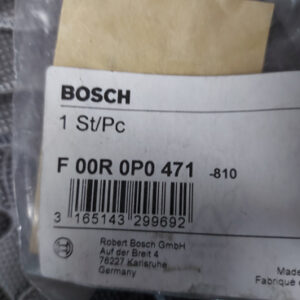 BOSCH
1 St/Pc
F 00R 0P0 471 -810
3 165143 299692
Robert Bosch GmbH
Auf der Breit 4
76227 Karlsruhe
Germany
Made
Fabriqué